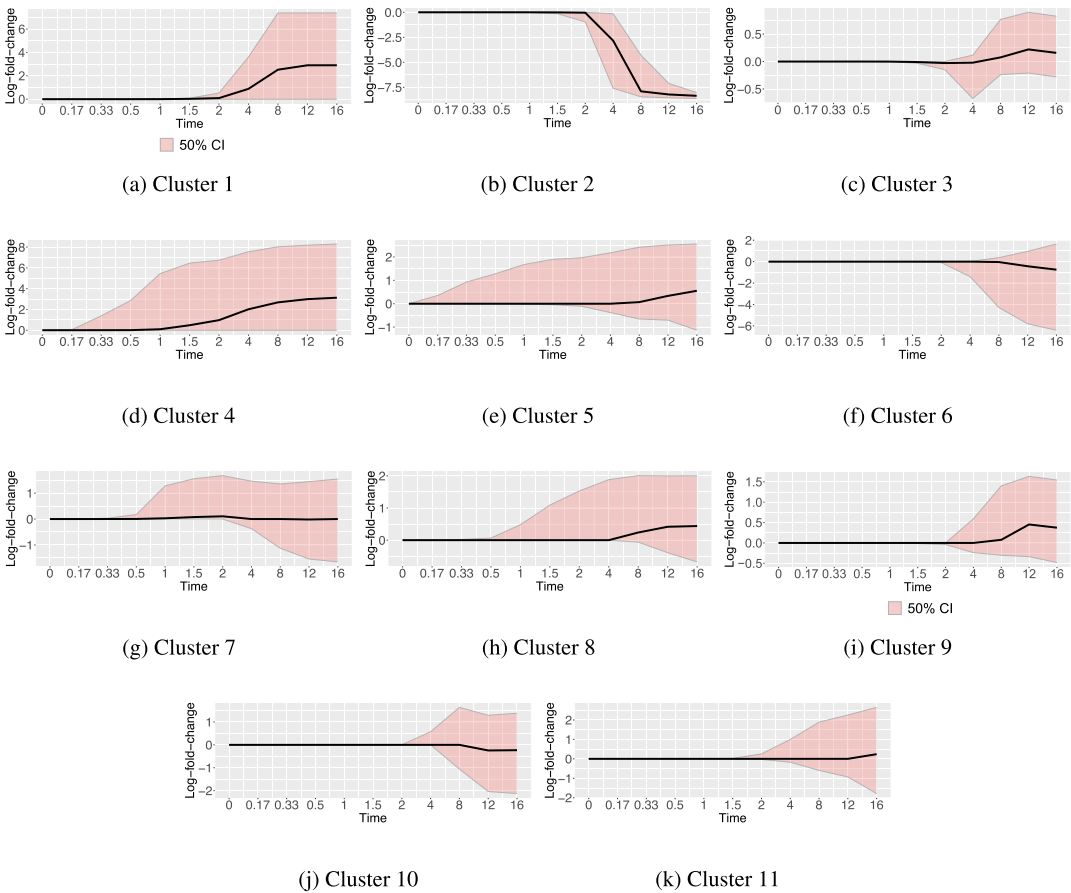 Log−fold−change
6
4
2
0
0 0.17 0.33 0.5 1 1.5 2 4 8 12 16
Time
50% CI
(a) Cluster 1
Log−fold−change
0.0
−2.5
−5.0
−7.5
0 0.17 0.33 0.5 1 1.5 2 4 8 12 16
Time
(b) Cluster 2
Log−fold−change
0.5
0.0
−0.5
0 0.17 0.33 0.5 1 1.5 2 4 8 12 16
Time
(c) Cluster 3
Log−fold−change
8
6
4
2
0
0 0.17 0.33 0.5 1 1.5 2 4 8 12 16
Time
(d) Cluster 4
Log−fold−change
2
1
0
−1
0 0.17 0.33 0.5 1 1.5 2 4 8 12 16
Time
(e) Cluster 5
Log−fold−change
2
0
−2
−4
−6
0 0.17 0.33 0.5 1 1.5 2 4 8 12 16
Time
(f) Cluster 6
Log−fold−change
1
0
−1
0 0.17 0.33 0.5 1 1.5 2 4 8 12 16
Time
(g) Cluster 7
Log−fold−change
2
1
0
0 0.17 0.33 0.5 1 1.5 2 4 8 12 16
Time
(h) Cluster 8
Log−fold−change
1.5
1.0
0.5
0.0
−0.5
0 0.17 0.33 0.5 1 1.5 2 4 8 12 16
Time
50% CI
(i) Cluster 9
Log−fold−change
1
0
−1
−2
0 0.17 0.33 0.5 1 1.5 2 4 8 12 16
Time
(j) Cluster 10
Log−fold−change
2
1
0
−1
−2
0 0.17 0.33 0.5 1 1.5 2 4 8 12 16
Time
(k) Cluster 11